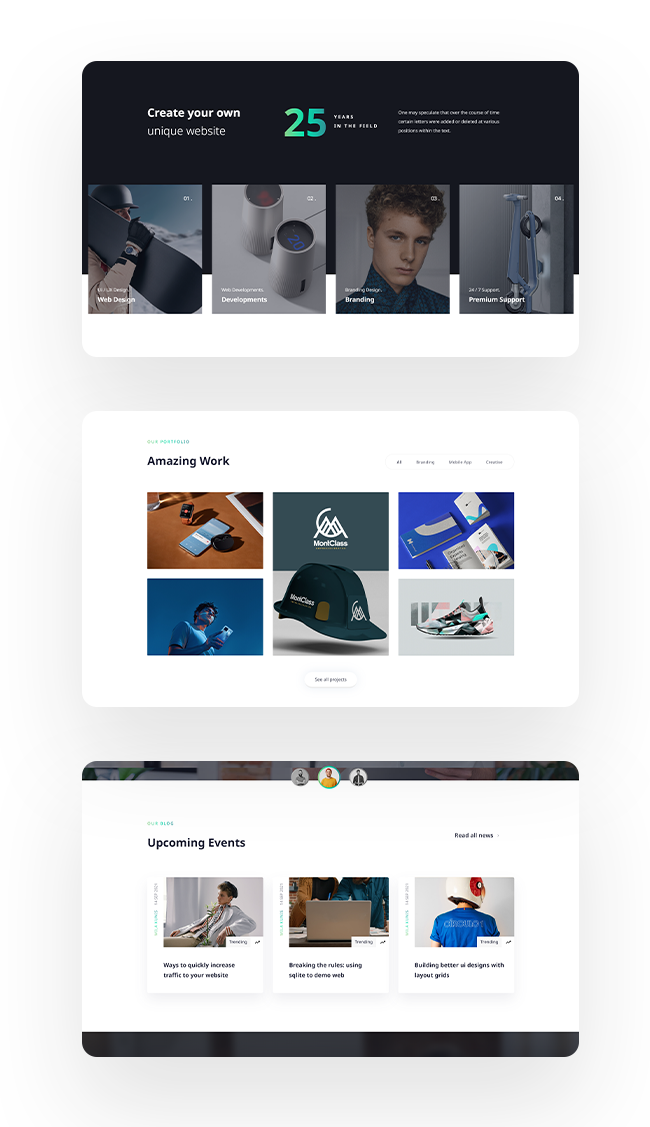 Create your own
unique website
25
YEARS
IN THE FIELD
One may speculate that over the course of time
certain letters were added or deleted at various
positions within the text.
01 .
UI / UX Design.
Web Design
02 .
Web Developments.
Developments
03 .
Branding Design.
Branding
04 .
24 / 7 Support.
Premium Support
OUR PORTFOLIO
Amazing Work
All
Branding
Mobile App
Creative
MontClass
MontClass
See all projects
OUR BLOG
Upcoming Events
Read all news
Trending
Ways to quickly increase
traffic to your website
Trending
Breaking the rules: using
sqlite to demo web
CÍRCULO
Trending
Building better ui designs with
layout grids